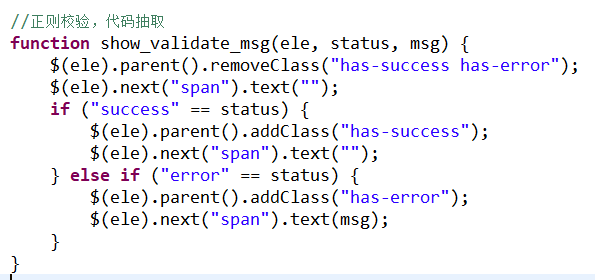 //正则校验，代码抽取
function show_validate_msg(ele, status, msg) {
    $(ele).parent().removeClass("has-success has-error");
    $(ele).next("span").text("");
    if ("success" == status) {
        $(ele).parent().addClass("has-success");
        $(ele).next("span").text("");
    } else if ("error" == status) {
        $(ele).parent().addClass("has-error");
        $(ele).next("span").text(msg);
    }
}